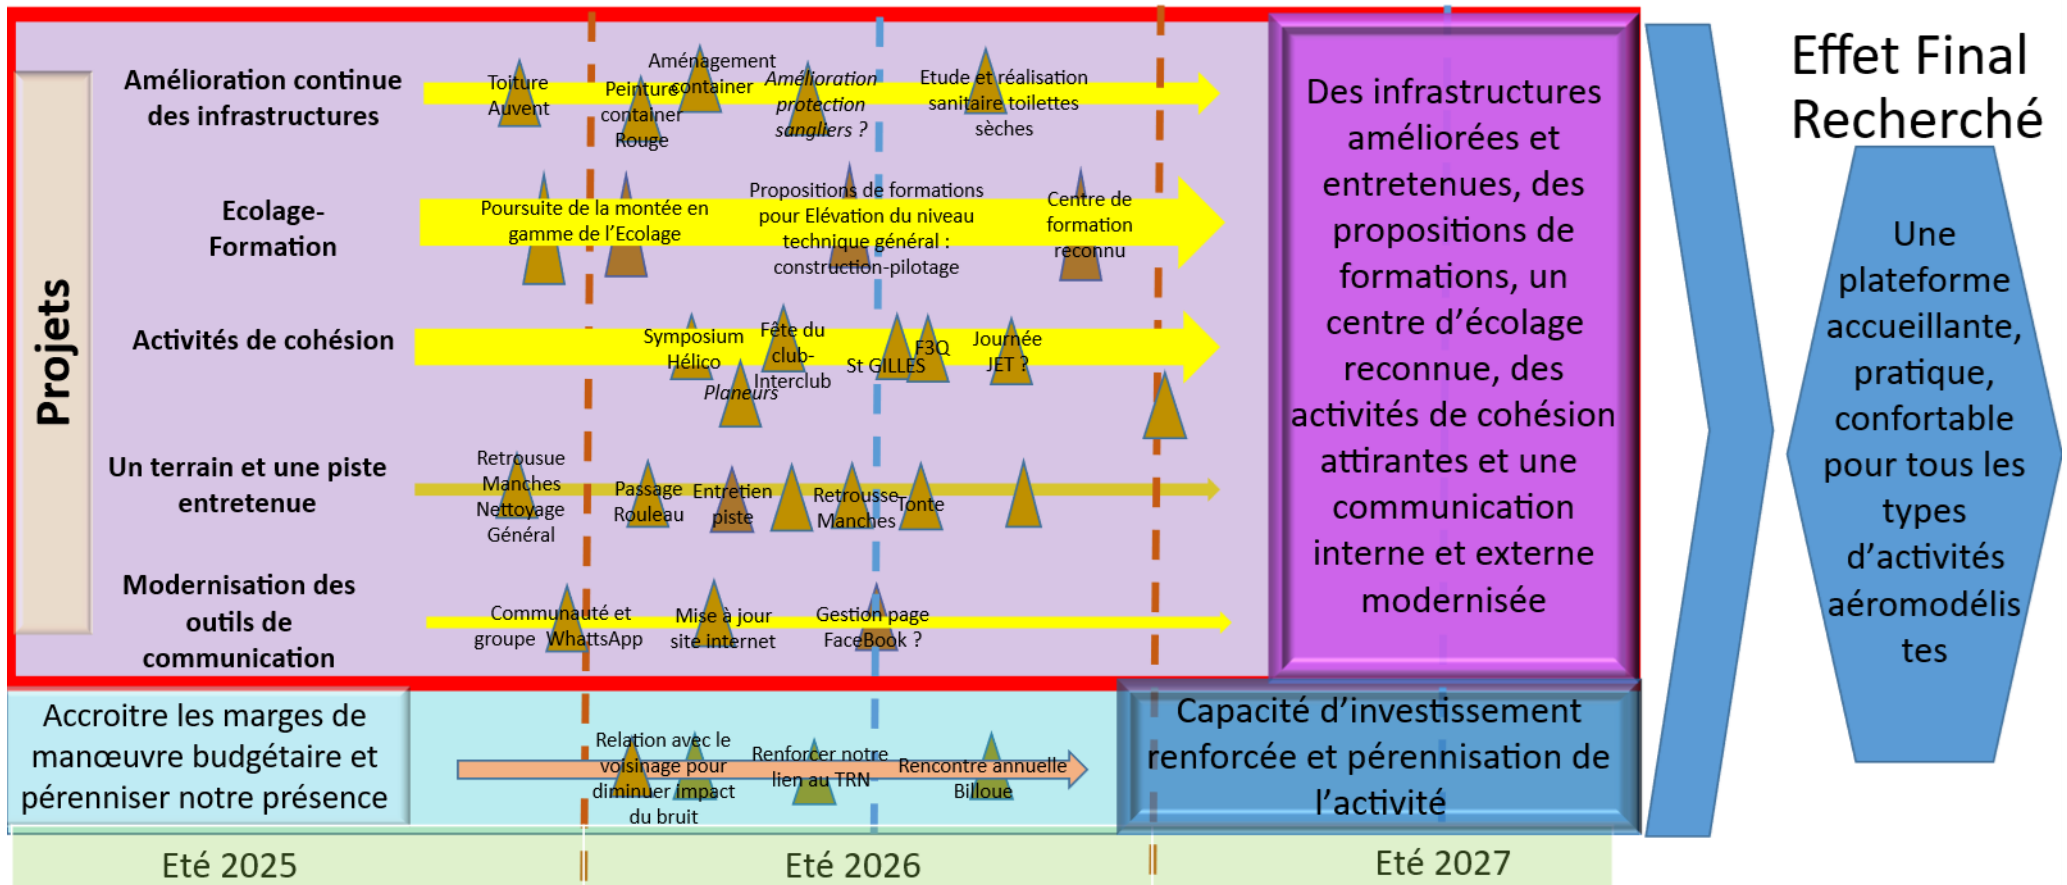 Projets
Amélioration continue
des infrastructures
Toiture
Auvent
Peinture
container
Rouge
Aménagement
container
Amélioration
protection
sangliers ?
Etude et réalisation
sanitaire toilettes
sèches
Ecolage-
Formation
Poursuite de la montée en
gamme de l’Ecolage
Propositions de formations
pour Elévation du niveau
technique général :
construction-pilotage
Centre de
formation
reconnu
Activités de cohésion
Symposium
Hélico
Planeurs
Fête du
club-
Interclub
St GILLES
F3Q
Journée
JET ?
Un terrain et une piste
entretenue
Retrousue
Manches
Nettoyage
Général
Passage
Rouleau
Entretien
piste
Retrousse
Manches
Tonte
Modernisation des
outils de
communication
Communauté et
groupe WhattsApp
Mise à jour
site internet
Gestion page
FaceBook ?
Des infrastructures
améliorées et
entretenues, des
propositions de
formations, un
centre d’écolage
reconnue, des
activités de cohésion
attirantes et une
communication
interne et externe
modernisée
Effet Final
Recherché
Une
plateforme
accueillante,
pratique,
confortable
pour tous les
types
d’activités
aéromodélis
tes
Accroitre les marges de
manœuvre budgétaire et
pérenniser notre présence
Relation avec le
voisinage pour
diminuer impact
du bruit
Renforcer notre
lien au TRN
Rencontre annuelle
Billoue
Capacité d’investissement
renforcée et pérennisation de
l’activité
Eté 2025
Eté 2026
Eté 2027